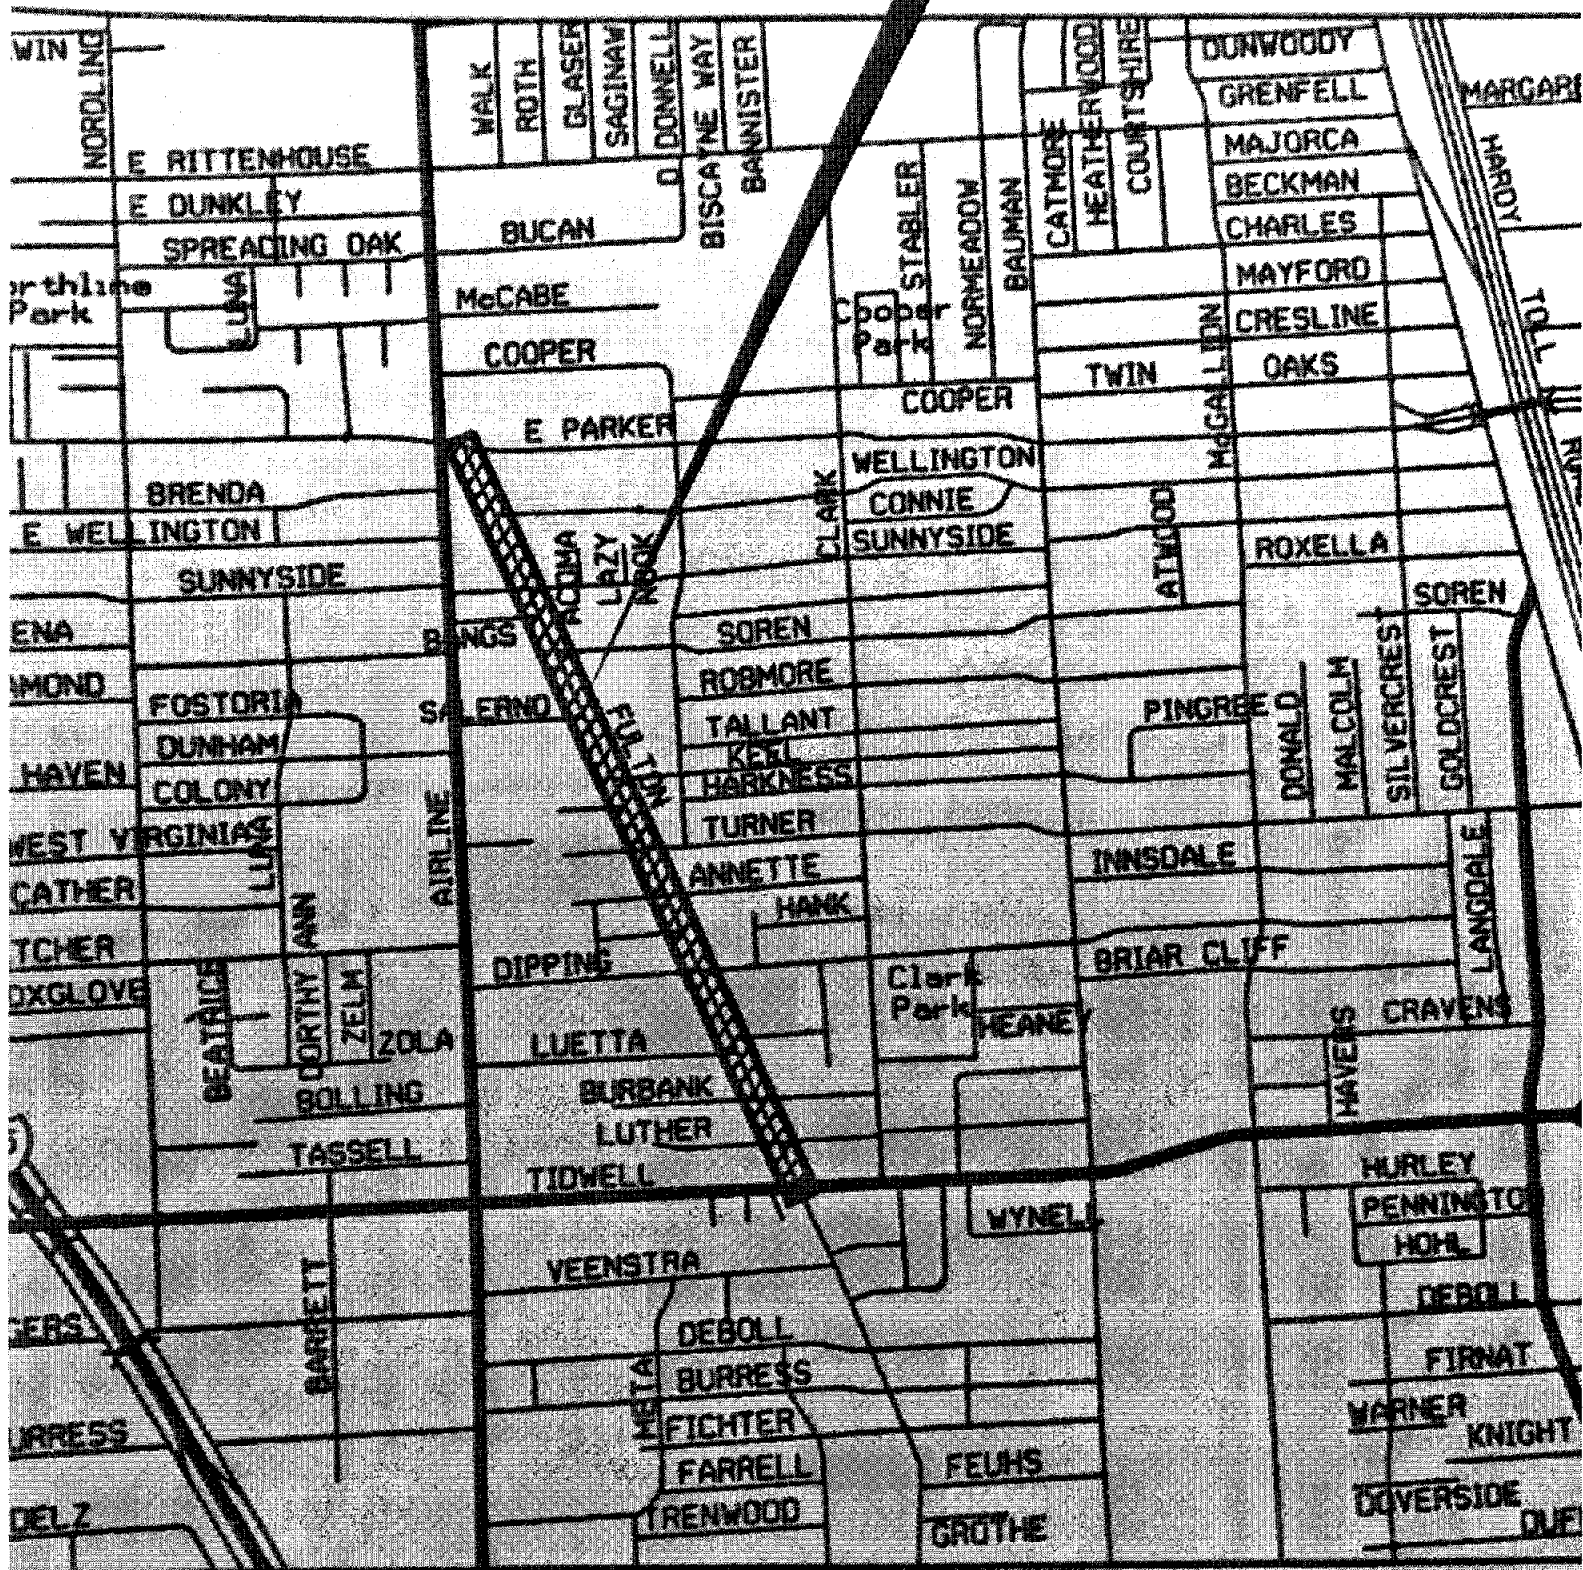 WIN
NORDLING
WALK
ROTH
GLASER
SAGINAW
O DONNELL
BISCAYNE WAY
BANNISTER
HEATHERWOOD
COURTSHIRE
DUNWOODY
GRENFELL
MARGARE
E RITTENHOUSE
CATMORE
MAJORCA
HARDY
E DUNKLEY
BUCAN
STABLER
NORMEADOW
BAUMAN
BECKMAN
SPREADING OAK
CHARLES
orthline
Park
LUNA
McCABE
Cooper
Park
MAYFORD
TOLL
McGALLION
CRESLINE
COOPER
TWIN OAKS
COOPER
E PARKER
WELLINGTON
BRENDA
CLARK
CONNIE
ATWOOD
E WELLINGTON
ACOMA
LAZY
NOOK
SUNNYSIDE
ROXELLA
SUNNYSIDE
SOREN
ENA
BANGS
SOREN
SILVERCREST
GOLDCREST
AMOND
FOSTORIA
SALERNO
ROBMORE
DONALD
MALCOLM
FULTON
TALLANT
PINGREE
DUNHAM
KEEL
HAVEN
COLONY
HARKNESS
AIRLINE
TURNER
WEST VIRGINIA
LUNA
ANNETTE
INNSDALE
LANGDALE
CATHER
HANK
TCHER
DORTHY ANN
DIPPING
BRIAR CLIFF
OXGLOVE
BEATRICE
ZELM
Clark
Park
CRAVENS
HEANEY
HAVENS
ZOLA
LUETTA
BOLLING
BURBANK
LUTHER
TASSELL
TIDWELL
HURLEY
PENNINGTON
WYNELL
HOHL
VEENSTRA
BARRETT
DEBOLL
GERS
DEBOLL
META
BURRESS
FIRNAT
WARNER
URRESS
FICHTER
KNIGHT
FARRELL
FEUHS
DOVERSIDE
DELZ
TRENWOOD
GROTHE
DUF